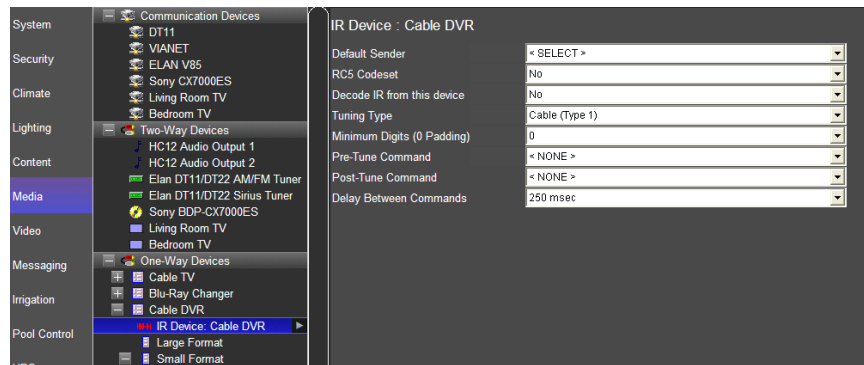 System
Security
Climate
Lighting
Content
Media
Video
Messaging
Irrigation
Pool Control
Communication Devices
DT11
VIANET
ELAN V85
Sony CX7000ES
Living Room TV
Bedroom TV
Two-Way Devices
HC12 Audio Output 1
HC12 Audio Output 2
Elan DT11/DT22 AM/FM Tuner
Elan DT11/DT22 Sirius Tuner
Sony BDP-CX7000ES
Living Room TV
Bedroom TV
One-Way Devices
Cable TV
Blu-Ray Changer
Cable DVR
IR Device: Cable DVR
Large Format
Small Format
IR Device : Cable DVR
Default Sender < SELECT >
RC5 Codeset No
Decode IR from this device No
Tuning Type Cable (Type 1)
Minimum Digits (0 Padding) 0
Pre-Tune Command < NONE >
Post-Tune Command < NONE >
Delay Between Commands 250 msec